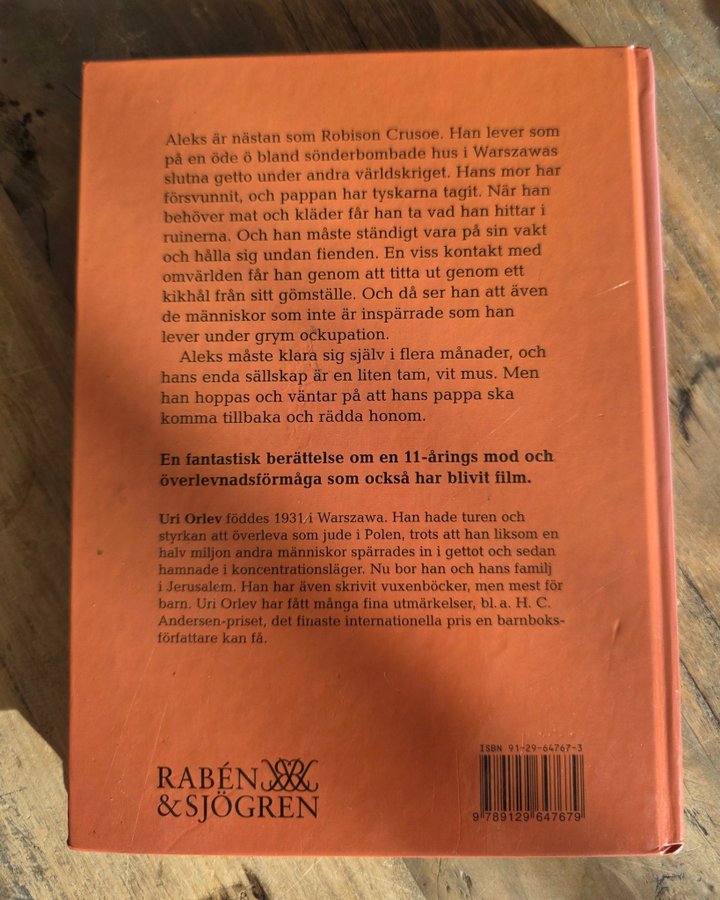 Aleks är nästan som Robison Crusoe. Han lever som
på en öde ö bland sönderbombade hus i Warszawas
slutna getto under andra världskriget. Hans mor har
försvunnit, och pappan har tyskarna tagit. När han
behöver mat och kläder får han ta vad han hittar i
ruinerna. Och han måste ständigt vara på sin vakt
och hålla sig undan fienden. En viss kontakt med
omvärlden får han genom att titta ut genom ett
kikhål från sitt gömställe. Och då ser han att även
de människor som inte är inspärrade som han
lever under grym ockupation.
Aleks måste klara sig själv i flera månader, och
hans enda sällskap är en liten tam, vit mus. Men
han hoppas och väntar på att hans pappa ska
komma tillbaka och rädda honom.
En fantastisk berättelse om en 11-årings mod och
överlevnadsförmåga som också har blivit film.
Uri Orlev föddes 1931 i Warszawa. Han hade turen och
styrkan att överleva som jude i Polen, trots att han liksom en
halv miljon andra människor spärrades in i gettot och sedan
hamnade i koncentrationsläger. Nu bor han och hans familj
i Jerusalem. Han har även skrivit vuxenböcker, men mest för
barn. Uri Orlev har fått många fina utmärkelser, bl. a. H. C.
Andersen-priset, det finaste internationella pris en barnboks-
författare kan få.
ISBN 91-29-64767-3
RABÉN
&SJÖGREN
9 789129 647679